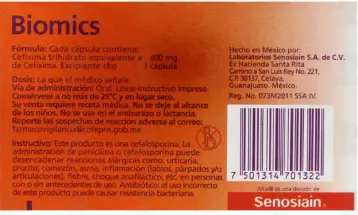 Biomics
Fórmula: Cada cápsula contiene:
Cefixima trihidrato equivalente a 400 mg
de Cefixima. Excipiente cbp 1 cápsula
Dosis: La que el médico señale.
Vía de administración: Oral. Lease instructivo impreso.
Consérvese a no más de 25°C y en lugar seco.
Su venta requiere receta médica. No se deje al alcance
de los niños. No se use en el embarazo o lactancia.
Reporte las sospechas de reacción adversa al correo:
farmacovigilancia@cofepris.gob.mx
Instructivo: Este producto es una cefalosporina. La
administración de penicilina o cefalosporina puede
desencadenar reacciones alérgicas como: urticaria,
prurito, comezón, asma, inflamación (labios, párpados y/o
articulaciones), fiebre, choque anafiláctico, etc. en personas
con o sin antecedentes de uso. Antibiótico: el uso incorrecto
de este producto puede causar resistencia bacteriana.
Hecho en México por:
Laboratorios Senosiain S.A. de C.V.
Ex Hacienda Santa Rita
Camino a San Luis Rey No. 221,
C.P. 38137, Celaya,
Guanajuato. México.
Reg. No. 073M2011 SSA IV.
7 501314 701322
Altia® es una división de
Senosiain®